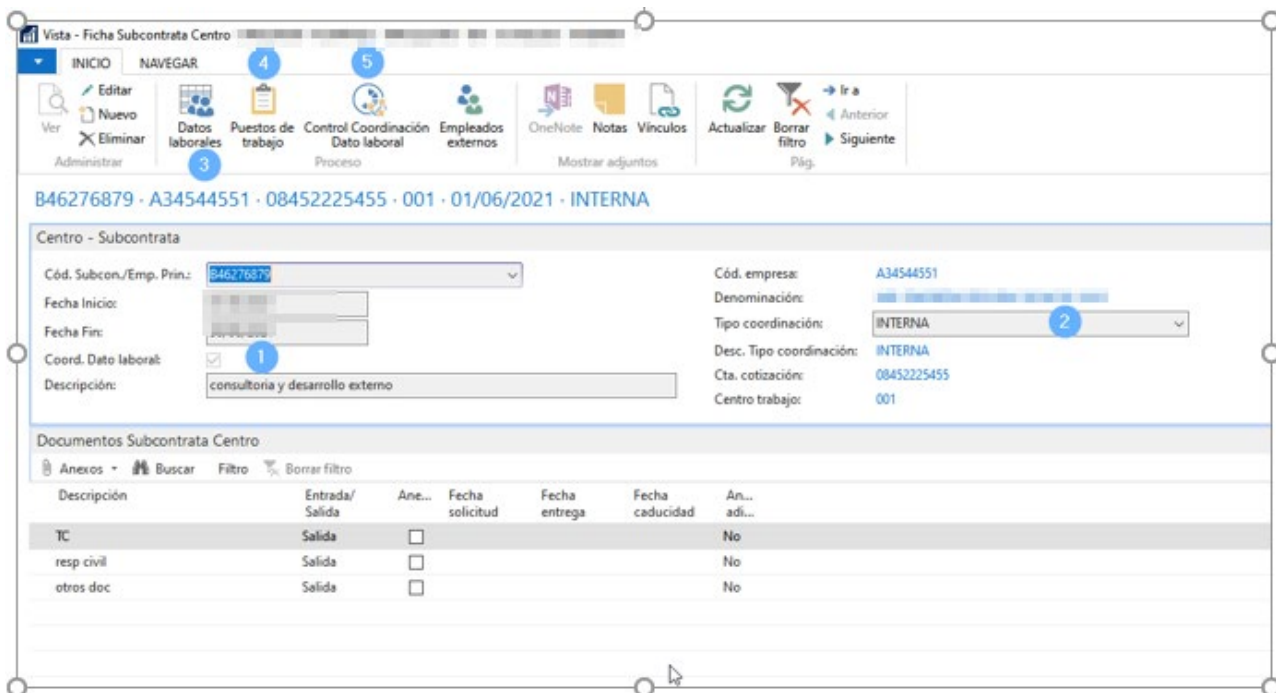 Vista - Ficha Subcontrata Centro
INICIO NAVEGAR 4 5
Ver
Editar
Nuevo
Eliminar
Administrar
Datos laborales
Puestos de trabajo
Control Coordinación Dato laboral
Empleados externos
3
Proceso
OneNote
Notas
Vínculos
Mostrar adjuntos
Actualizar
Borrar filtro
Ir a
Anterior
Siguiente
Pág.
B46276879 · A34544551 · 08452225455 · 001 · 01/06/2021 · INTERNA
Centro - Subcontrata
Cód. Subcon./Emp. Prin.: B46276879
Fecha Inicio:
Fecha Fin:
Coord. Dato laboral: 1
Descripción: consultoria y desarrollo externo
Cód. empresa: A34544551
Denominación:
Tipo coordinación: INTERNA 2
Desc. Tipo coordinación: INTERNA
Cta. cotización: 08452225455
Centro trabajo: 001
Documentos Subcontrata Centro
Anexos Buscar Filtro Borrar filtro
Descripción Entrada/ Salida Ane... Fecha solicitud Fecha entrega Fecha caducidad An... adi...
TC Salida No
resp civil Salida No
otros doc Salida No